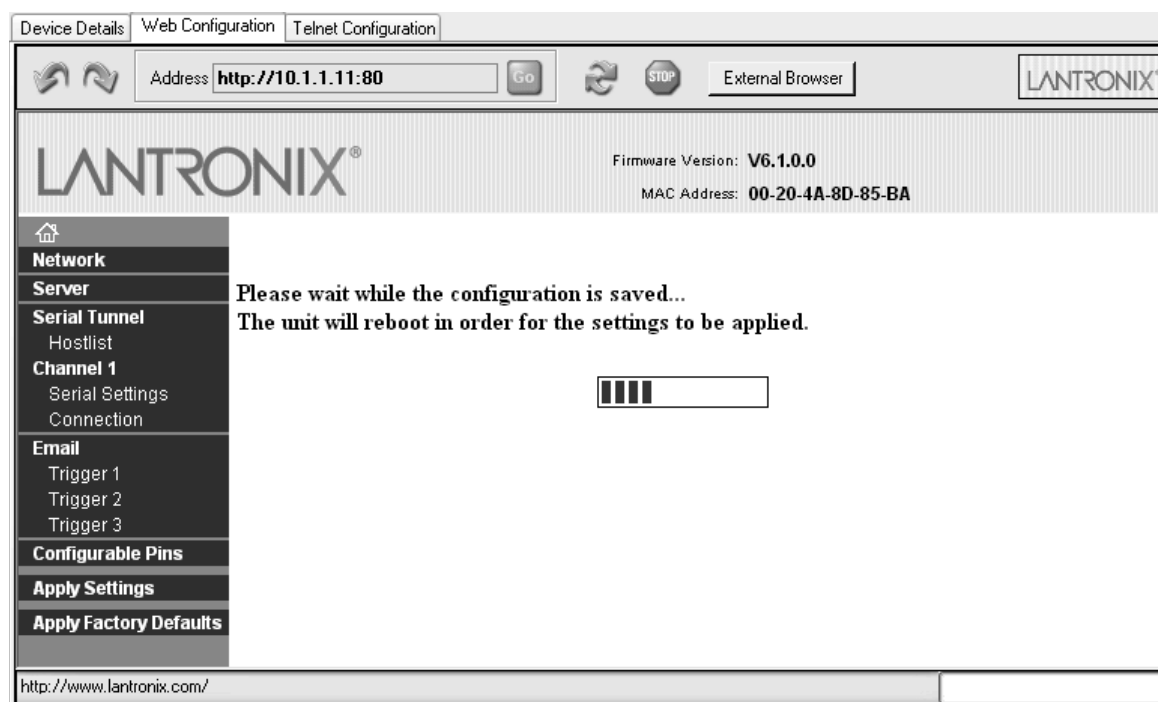 Device Details Web Configuration Telnet Configuration
Address http://10.1.1.11:80 Go STOP External Browser LANTRONIX®
LANTRONIX®
Firmware Version: V6.1.0.0
MAC Address: 00-20-4A-8D-85-BA
Network
Server
Serial Tunnel
Hostlist
Channel 1
Serial Settings
Connection
Email
Trigger 1
Trigger 2
Trigger 3
Configurable Pins
Apply Settings
Apply Factory Defaults
Please wait while the configuration is saved...
The unit will reboot in order for the settings to be applied.
http://www.lantronix.com/